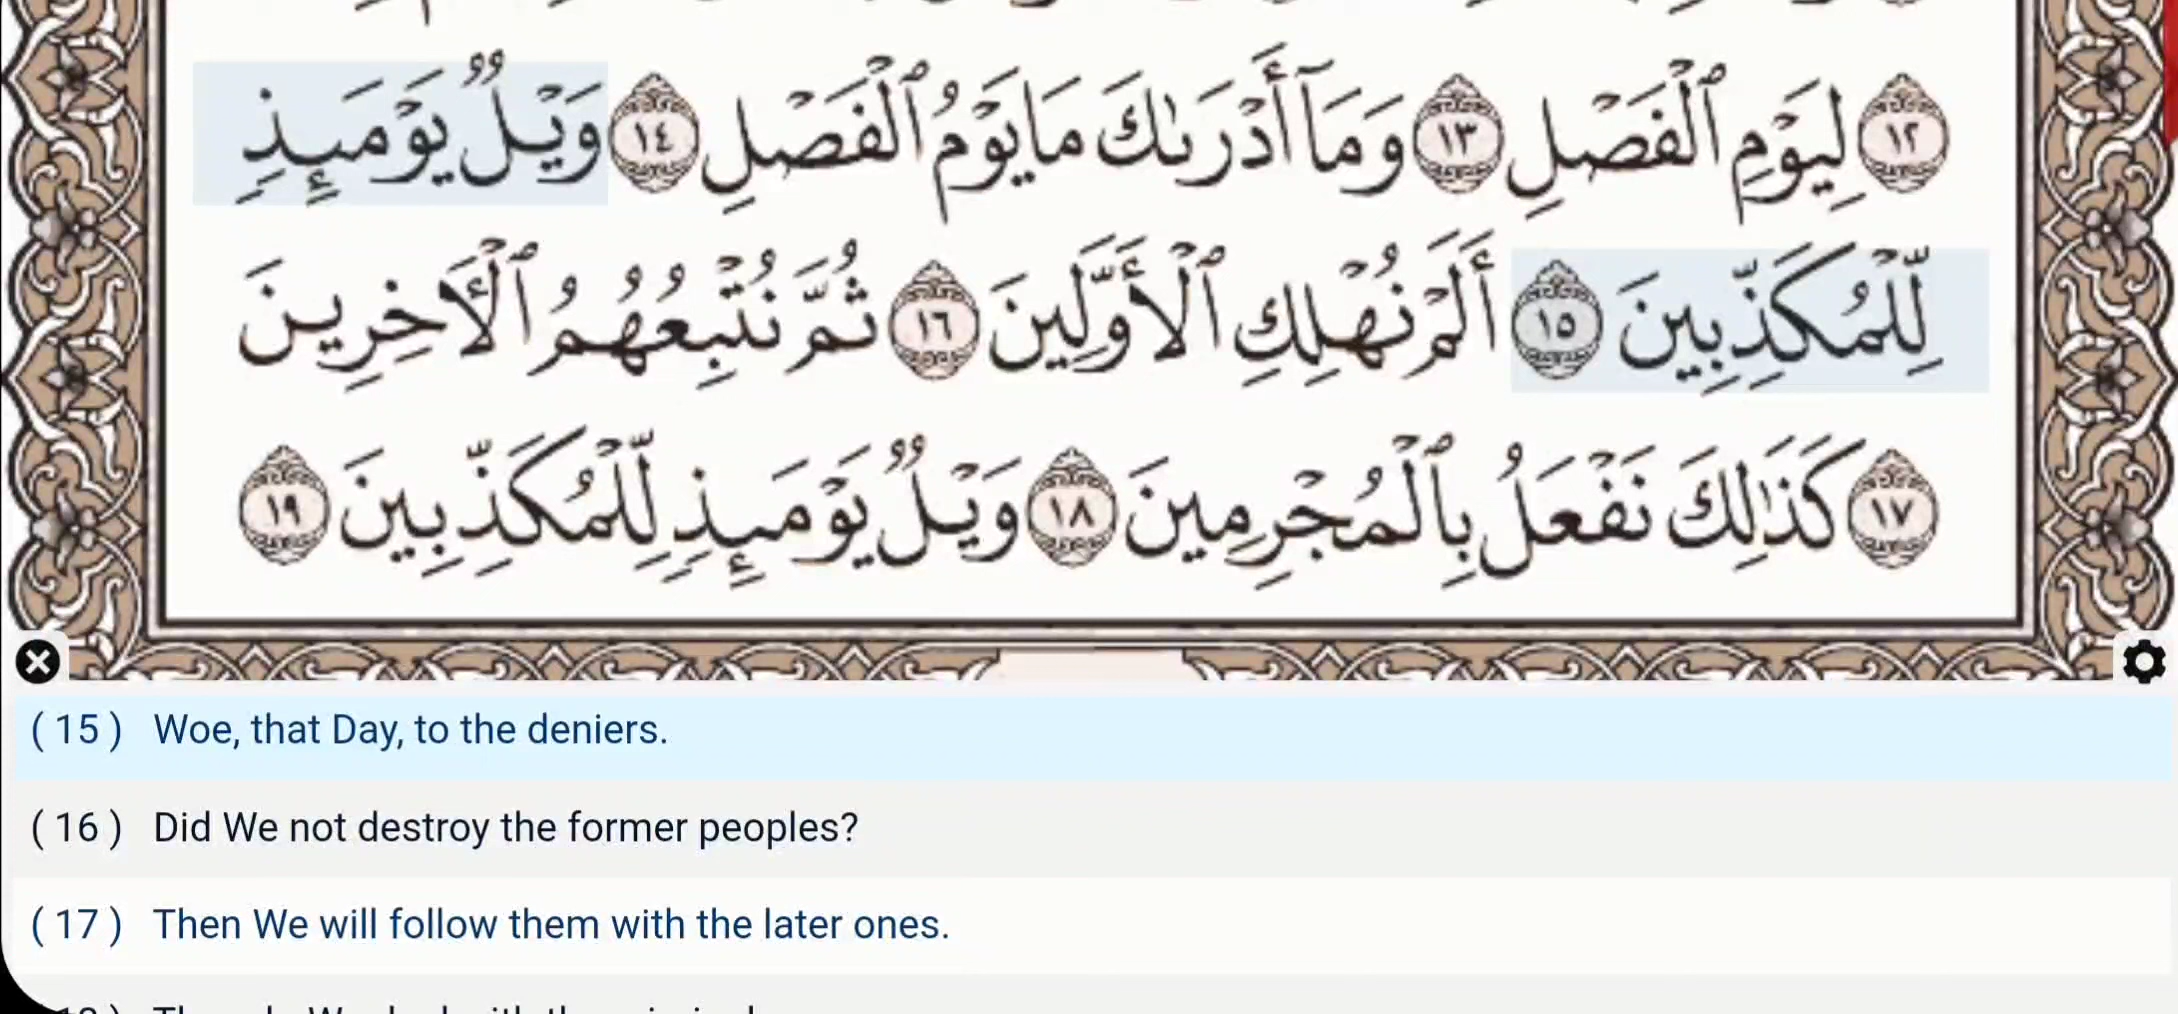 ١٢ لِيَوْمِ ٱلْفَصْلِ ١٣ وَمَآ أَدْرَىٰكَ مَا يَوْمُ ٱلْفَصْلِ ١٤ وَيْلٌ يَوْمَئِذٍ
لِّلْمُكَذِّبِينَ ١٥ أَلَمْ نُهْلِكِ ٱلْأَوَّلِينَ ١٦ ثُمَّ نُتْبِعُهُمُ ٱلْآخِرِينَ
١٧ كَذَٰلِكَ نَفْعَلُ بِٱلْمُجْرِمِينَ ١٨ وَيْلٌ يَوْمَئِذٍ لِّلْمُكَذِّبِينَ ١٩
( 15 ) Woe, that Day, to the deniers.
( 16 ) Did We not destroy the former peoples?
( 17 ) Then We will follow them with the later ones.